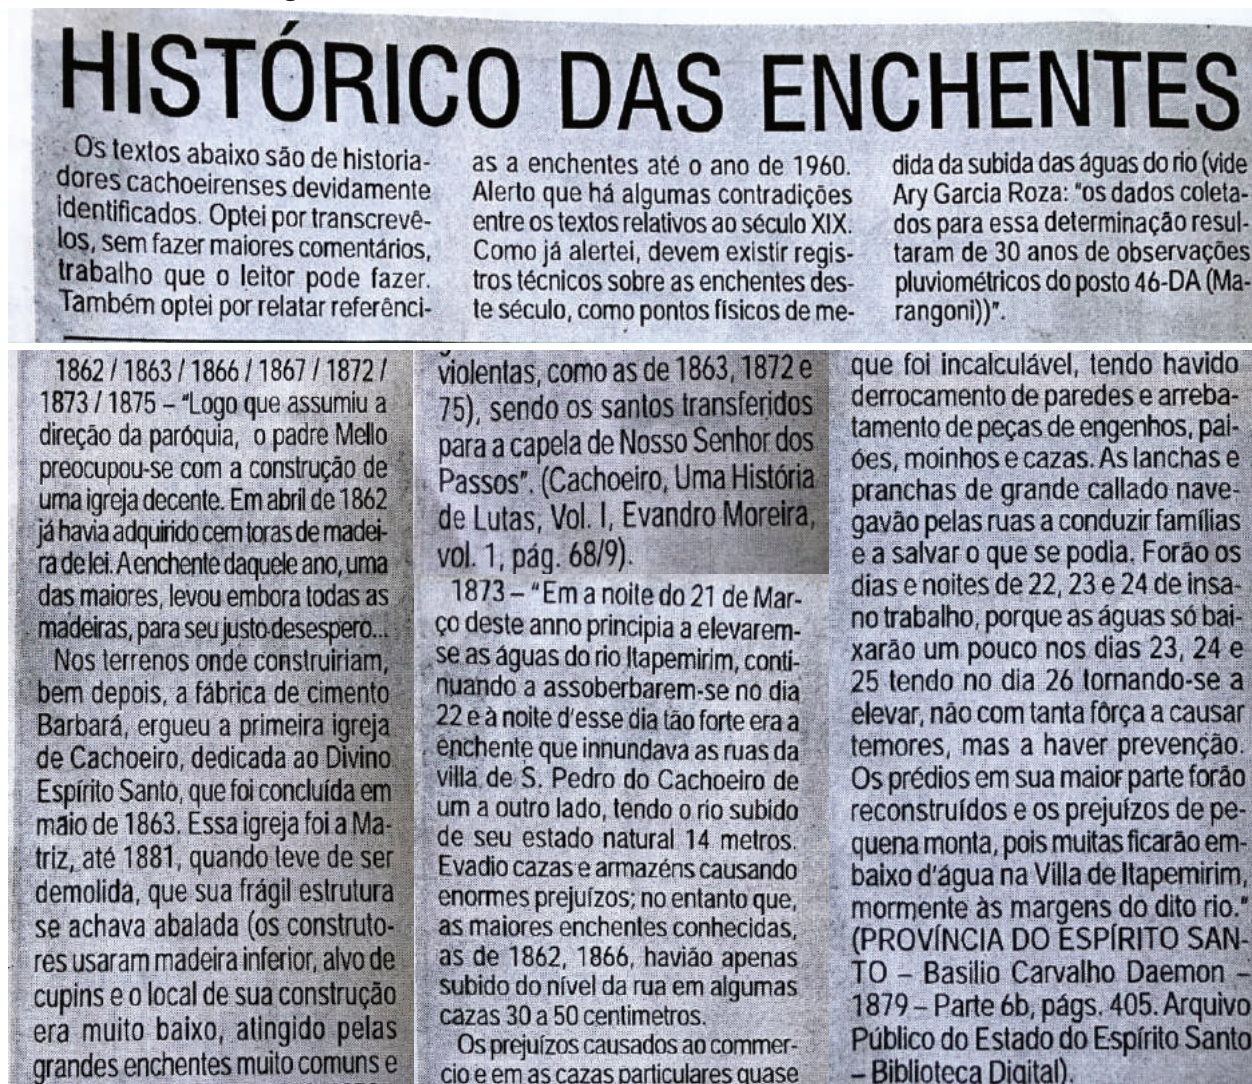 HISTÓRICO DAS ENCHENTES
Os textos abaixo são de historia-
dores cachoeirenses devidamente
identificados. Optei por transcrevê-
los, sem fazer maiores comentários,
trabalho que o leitor pode fazer.
Também optei por relatar referênci-
as a enchentes até o ano de 1960.
Alerto que há algumas contradições
entre os textos relativos ao século XIX.
Como já alertei, devem existir regis-
tros técnicos sobre as enchentes des-
te século, como pontos físicos de me-
dida da subida das águas do rio (vide
Ary Garcia Roza: "os dados coleta-
dos para essa determinação resul-
taram de 30 anos de observações
pluviométricos do posto 46-DA (Ma-
rangoni))".
1862 / 1863 / 1866 / 1867 / 1872 /
1873 / 1875 – "Logo que assumiu a
direção da paróquia, o padre Mello
preocupou-se com a construção de
uma igreja decente. Em abril de 1862
já havia adquirido cem toras de madei-
ra de lei. A enchente daquele ano, uma
das maiores, levou embora todas as
madeiras, para seu justo desespero...
Nos terrenos onde construiriam,
bem depois, a fábrica de cimento
Barbará, ergueu a primeira igreja
de Cachoeiro, dedicada ao Divino
Espírito Santo, que foi concluída em
maio de 1863. Essa igreja foi a Ma-
triz, até 1881, quando teve de ser
demolida, que sua frágil estrutura
se achava abalada (os construto-
res usaram madeira inferior, alvo de
cupins e o local de sua construção
era muito baixo, atingido pelas
grandes enchentes muito comuns e
violentas, como as de 1863, 1872 e
75), sendo os santos transferidos
para a capela de Nosso Senhor dos
Passos". (Cachoeiro, Uma História
de Lutas, Vol. I, Evandro Moreira,
vol. 1, pág. 68/9).
1873 – "Em a noite do 21 de Mar-
ço deste anno principia a elevarem-
se as águas do rio Itapemirim, conti-
nuando a assoberbarem-se no dia
22 e à noite d'esse dia tão forte era a
enchente que innundava as ruas da
villa de S. Pedro do Cachoeiro de
um a outro lado, tendo o rio subido
de seu estado natural 14 metros.
Evadio cazas e armazéns causando
enormes prejuízos; no entanto que,
as maiores enchentes conhecidas,
as de 1862, 1866, havião apenas
subido do nível da rua em algumas
cazas 30 a 50 centimetros.
Os prejuízos causados ao commer-
cio e em as cazas particulares quase
que foi incalculável, tendo havido
derrocamento de paredes e arreba-
tamento de peças de engenhos, pai-
óes, moinhos e cazas. As lanchas e
pranchas de grande callado nave-
gavão pelas ruas a conduzir famílias
e a salvar o que se podia. Forão os
dias e noites de 22, 23 e 24 de insa-
no trabalho, porque as águas só bai-
xarão um pouco nos dias 23, 24 e
25 tendo no dia 26 tornando-se a
elevar, não com tanta fôrça a causar
temores, mas a haver prevenção.
Os prédios em sua maior parte forão
reconstruídos e os prejuízos de pe-
quena monta, pois muitas ficarão em-
baixo d'água na Villa de Itapemirim,
mormente às margens do dito rio."
(PROVÍNCIA DO ESPÍRITO SAN-
TO – Basilio Carvalho Daemon –
1879 – Parte 6b, págs. 405. Arquivo
Público do Estado do Espírito Santo
– Biblioteca Digital).